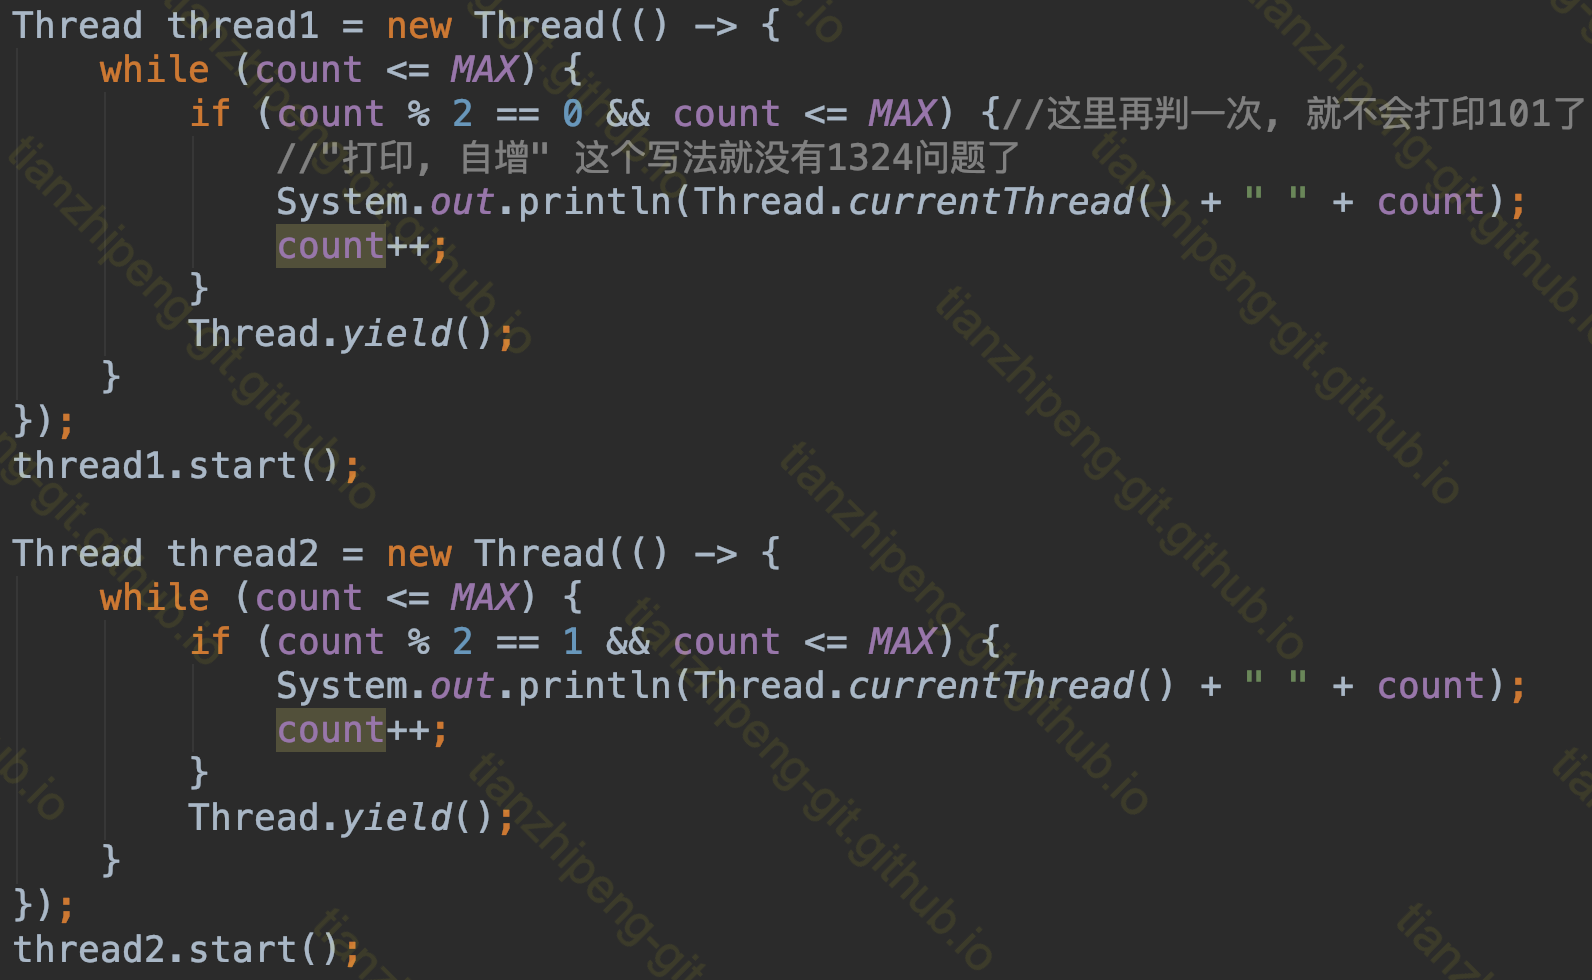 Thread thread1 = new Thread(() -> {
    while (count <= MAX) {
        if (count % 2 == 0 && count <= MAX) {//这里再判一次, 就不会打印101了
            //"打印, 自增" 这个写法就没有1324问题了
            System.out.println(Thread.currentThread() + " " + count);
            count++;
        }
        Thread.yield();
    }
});
thread1.start();

Thread thread2 = new Thread(() -> {
    while (count <= MAX) {
        if (count % 2 == 1 && count <= MAX) {
            System.out.println(Thread.currentThread() + " " + count);
            count++;
        }
        Thread.yield();
    }
});
thread2.start();
tianzhipeng-git.github.io